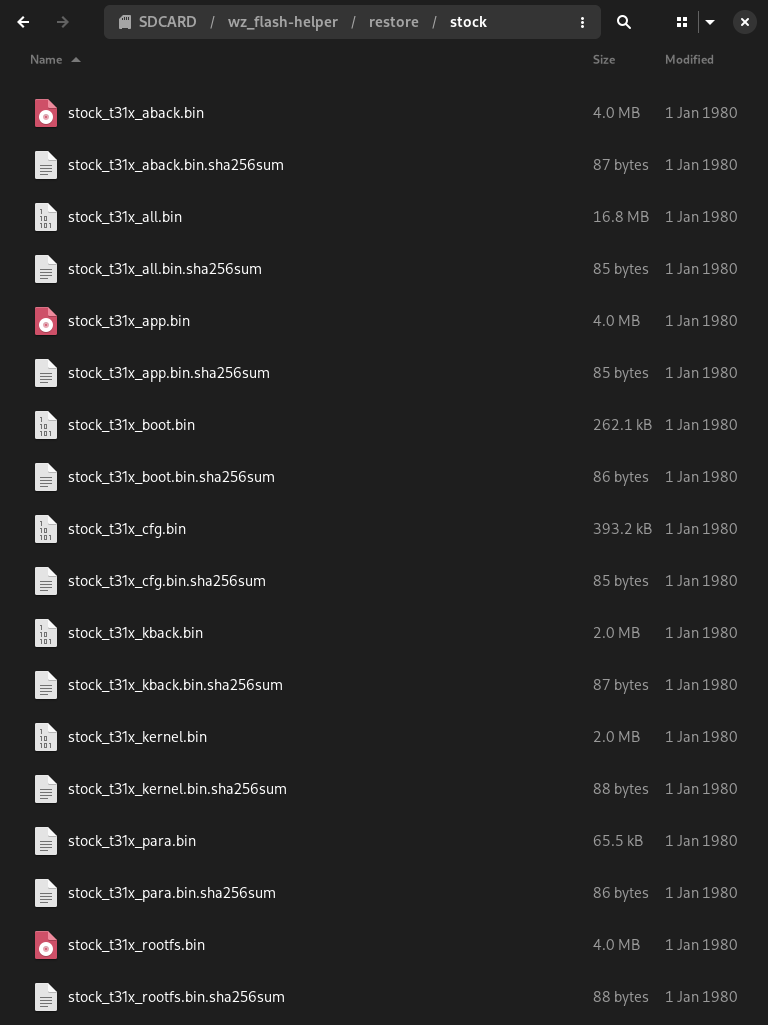 SDCARD / wz_flash-helper / restore / stock
Name Size Modified
stock_t31x_aback.bin 4.0 MB 1 Jan 1980
stock_t31x_aback.bin.sha256sum 87 bytes 1 Jan 1980
stock_t31x_all.bin 16.8 MB 1 Jan 1980
stock_t31x_all.bin.sha256sum 85 bytes 1 Jan 1980
stock_t31x_app.bin 4.0 MB 1 Jan 1980
stock_t31x_app.bin.sha256sum 85 bytes 1 Jan 1980
stock_t31x_boot.bin 262.1 kB 1 Jan 1980
stock_t31x_boot.bin.sha256sum 86 bytes 1 Jan 1980
stock_t31x_cfg.bin 393.2 kB 1 Jan 1980
stock_t31x_cfg.bin.sha256sum 85 bytes 1 Jan 1980
stock_t31x_kback.bin 2.0 MB 1 Jan 1980
stock_t31x_kback.bin.sha256sum 87 bytes 1 Jan 1980
stock_t31x_kernel.bin 2.0 MB 1 Jan 1980
stock_t31x_kernel.bin.sha256sum 88 bytes 1 Jan 1980
stock_t31x_para.bin 65.5 kB 1 Jan 1980
stock_t31x_para.bin.sha256sum 86 bytes 1 Jan 1980
stock_t31x_rootfs.bin 4.0 MB 1 Jan 1980
stock_t31x_rootfs.bin.sha256sum 88 bytes 1 Jan 1980